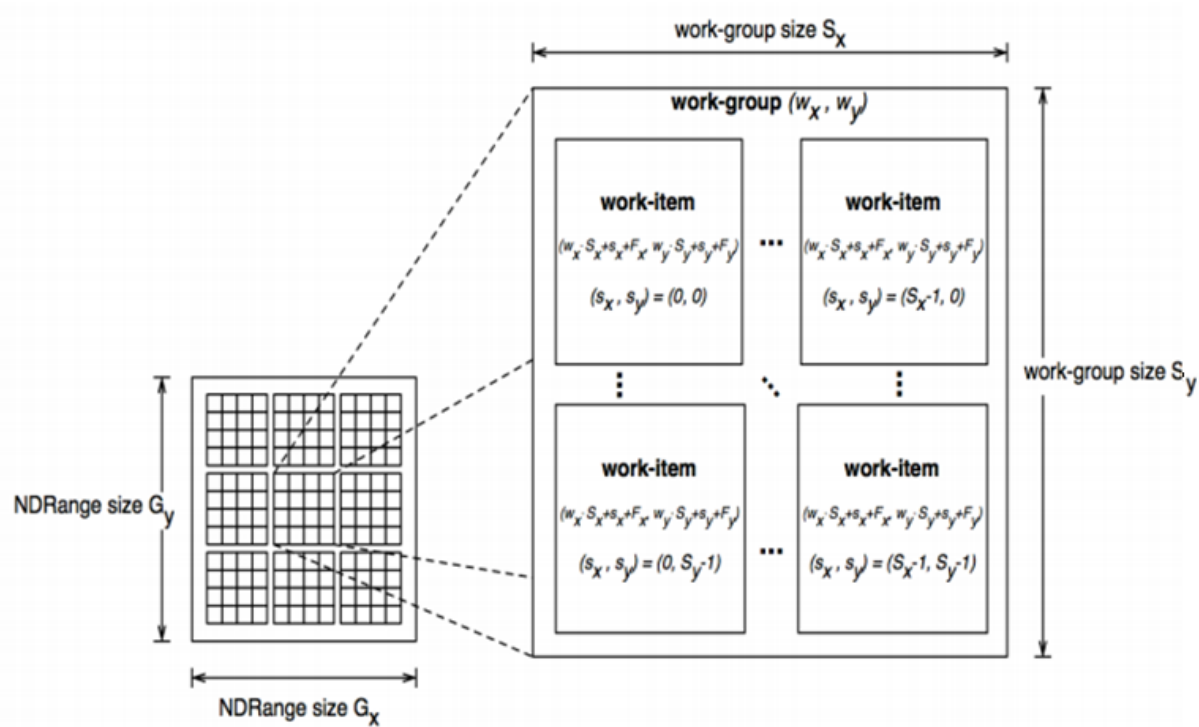 work-group size Sx
work-group (wx , wy)
work-item
(wx·Sx+sx+Fx, wy·Sy+sy+Fy)
(sx , sy) = (0, 0)
...
work-item
(wx·Sx+sx+Fx, wy·Sy+sy+Fy)
(sx , sy) = (Sx-1, 0)
work-group size Sy
work-item
(wx·Sx+sx+Fx, wy·Sy+sy+Fy)
(sx , sy) = (0, Sy-1)
...
work-item
(wx·Sx+sx+Fx, wy·Sy+sy+Fy)
(sx , sy) = (Sx-1, Sy-1)
NDRange size Gy
NDRange size Gx